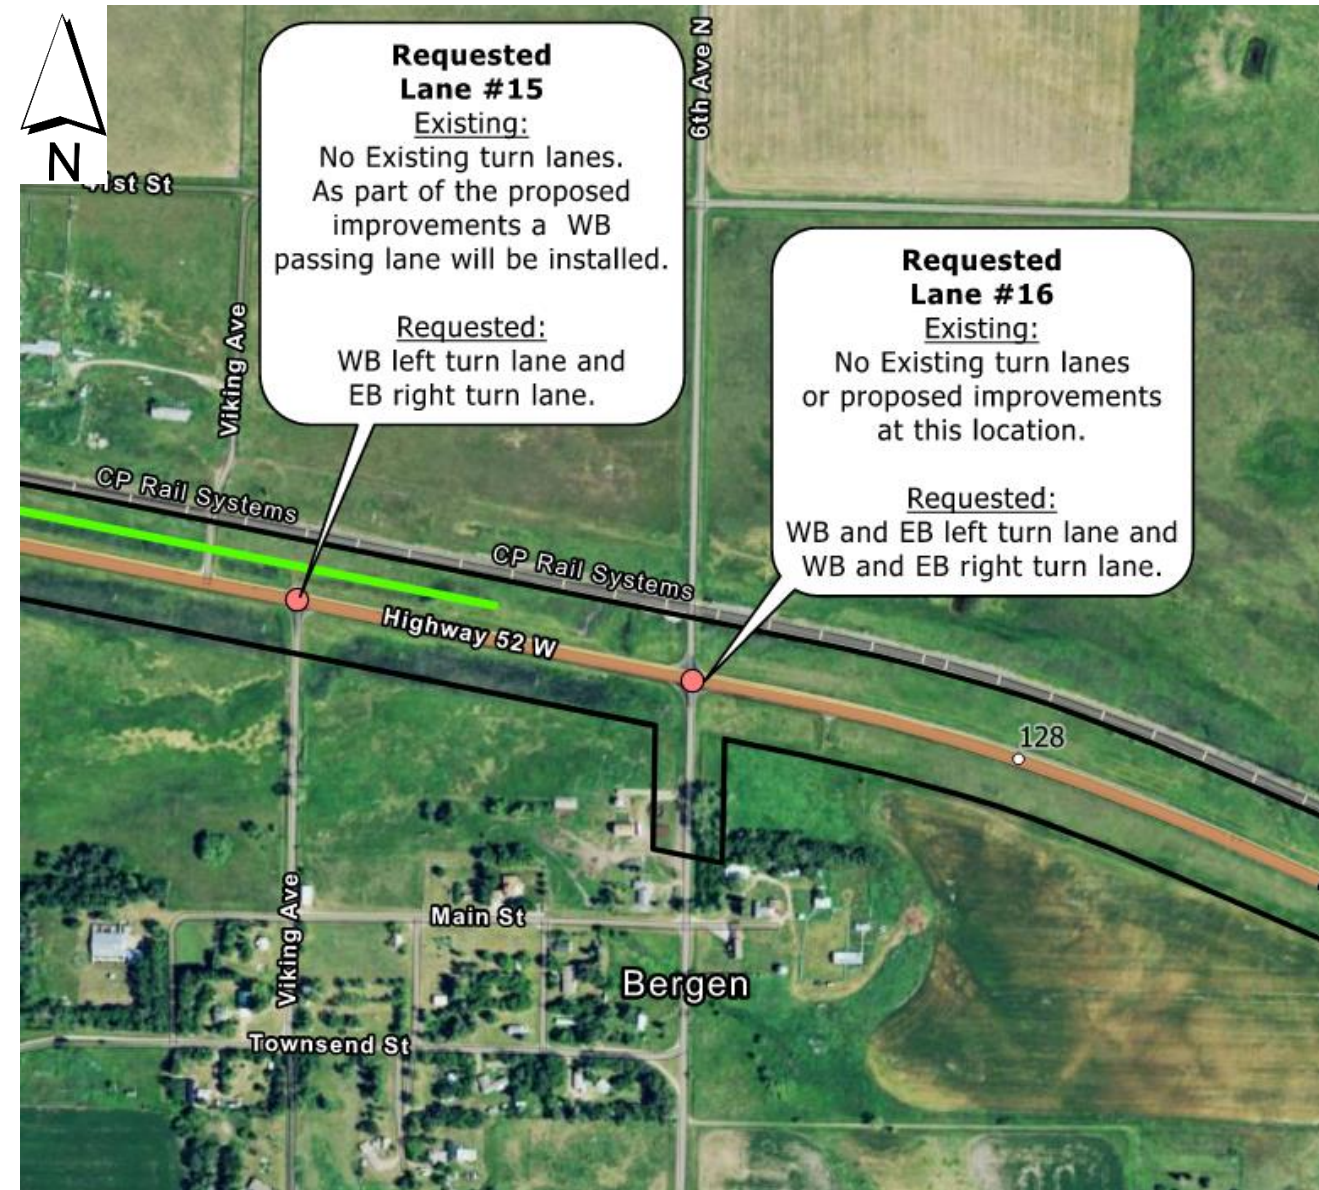 N
Requested
Lane #15
Existing:
No Existing turn lanes.
As part of the proposed
improvements a WB
passing lane will be installed.
Requested:
WB left turn lane and
EB right turn lane.
6th Ave N
st St
Viking Ave
Requested
Lane #16
Existing:
No Existing turn lanes
or proposed improvements
at this location.
Requested:
WB and EB left turn lane and
WB and EB right turn lane.
CP Rail Systems
CP Rail Systems
Highway 52 W
128
Viking Ave
Main St
Bergen
Townsend St